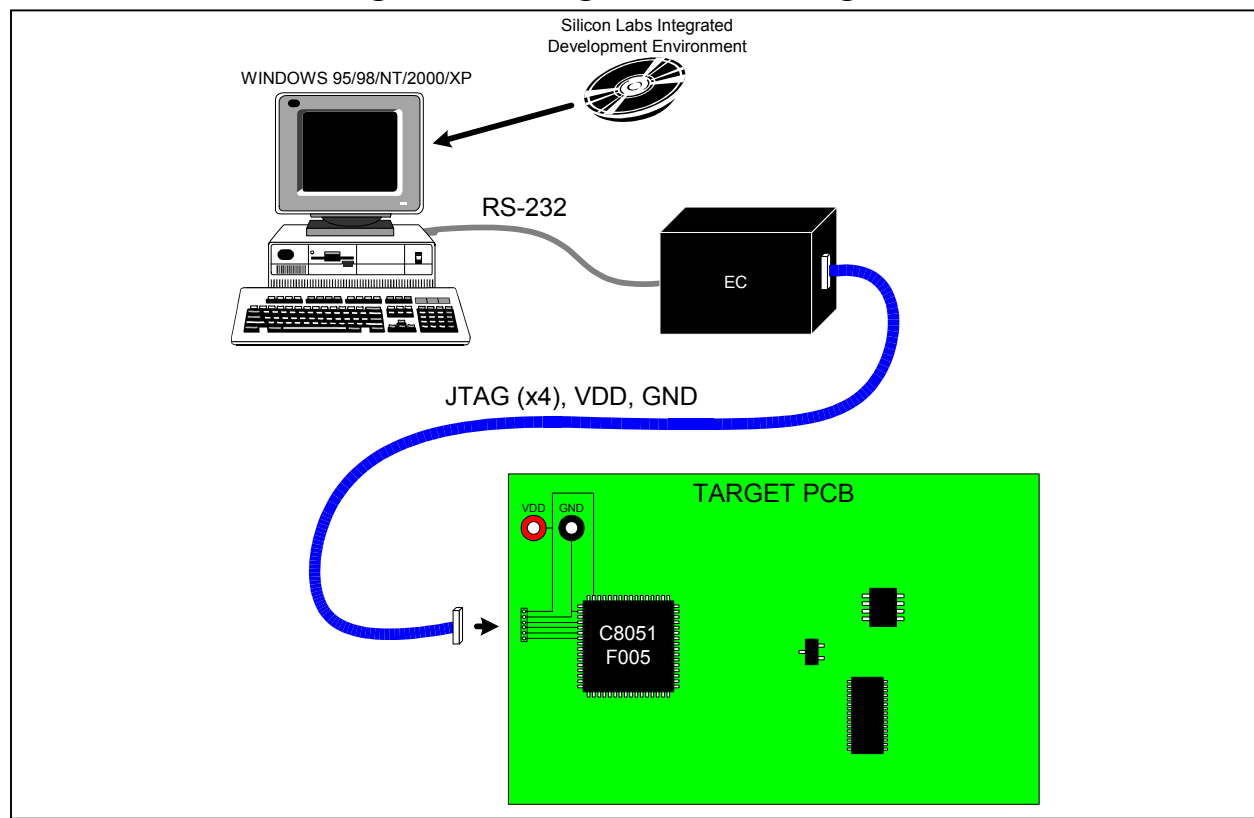 Silicon Labs Integrated
Development Environment
WINDOWS 95/98/NT/2000/XP
RS-232
EC
JTAG (x4), VDD, GND
TARGET PCB
VDD
GND
C8051
F005